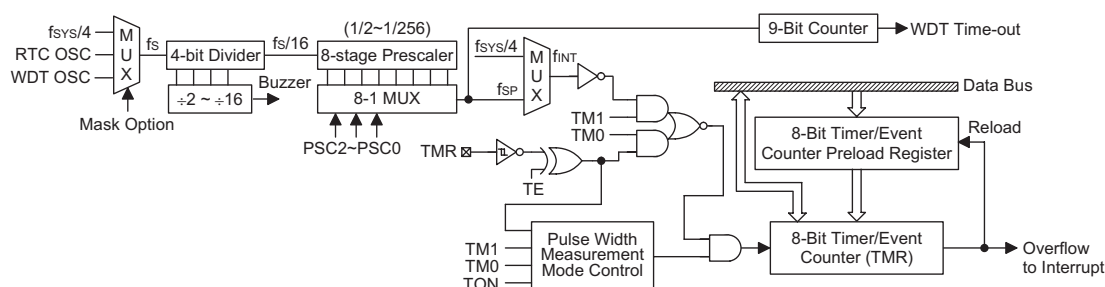 fSYS/4
RTC OSC
WDT OSC
M
U
X
Mask Option
fS
4-bit Divider
÷2 ~ ÷16
Buzzer
fS/16
(1/2~1/256)
8-stage Prescaler
8-1 MUX
PSC2~PSC0
fSYS/4
fSP
M
U
X
fINT
9-Bit Counter
WDT Time-out
TM1
TM0
TMR
TE
Data Bus
8-Bit Timer/Event
Counter Preload Register
Reload
TM1
TM0
TON
Pulse Width
Measurement
Mode Control
8-Bit Timer/Event
Counter (TMR)
Overflow
to Interrupt